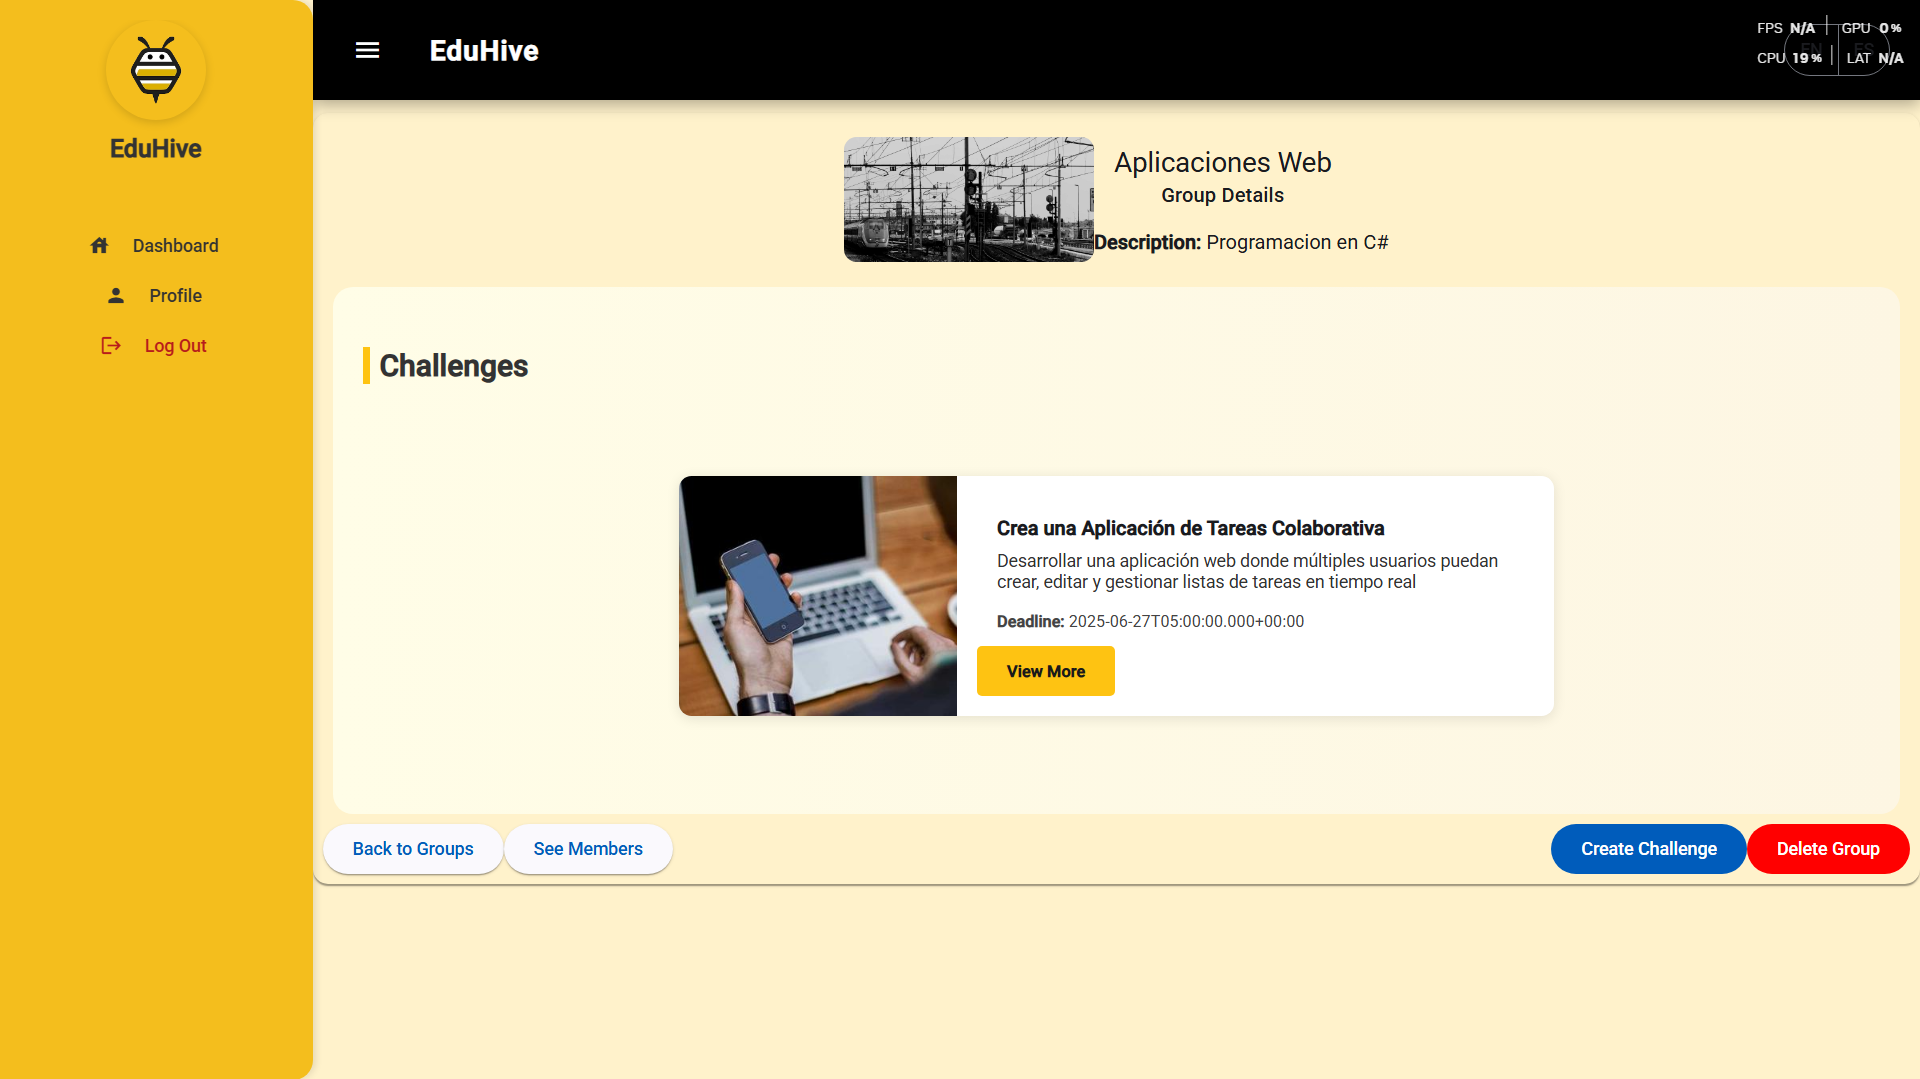 EduHive
Dashboard
Profile
Log Out
EduHive
FPS N/A | GPU 0%
CPU 19% | LAT N/A
EN ES
Aplicaciones Web
Group Details
Description: Programacion en C#
Challenges
Crea una Aplicación de Tareas Colaborativa
Desarrollar una aplicación web donde múltiples usuarios puedan
crear, editar y gestionar listas de tareas en tiempo real
Deadline: 2025-06-27T05:00:00.000+00:00
View More
Back to Groups
See Members
Create Challenge
Delete Group